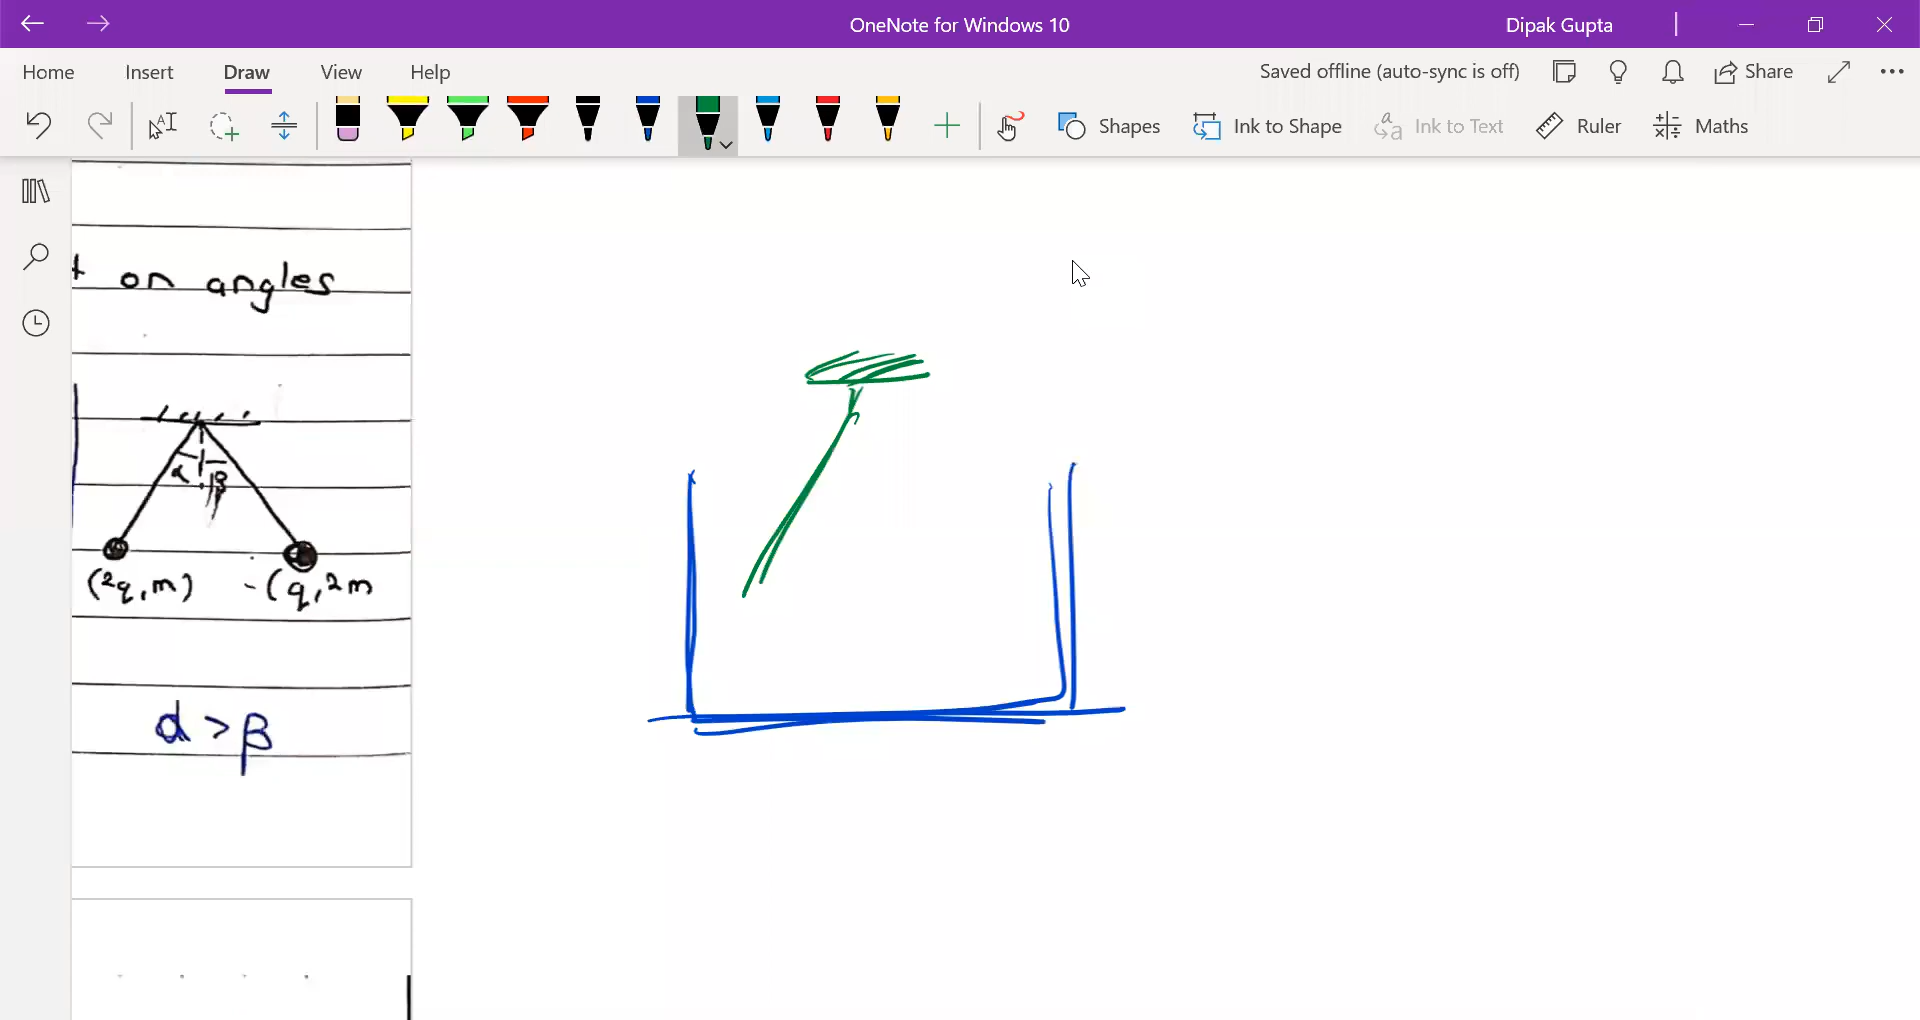 OneNote for Windows 10
Dipak Gupta
Home Insert Draw View Help
Saved offline (auto-sync is off)
Share
Shapes
Ink to Shape
Ink to Text
Ruler
Maths
on angles
α β
(2q,m) -(q,2m
α > β